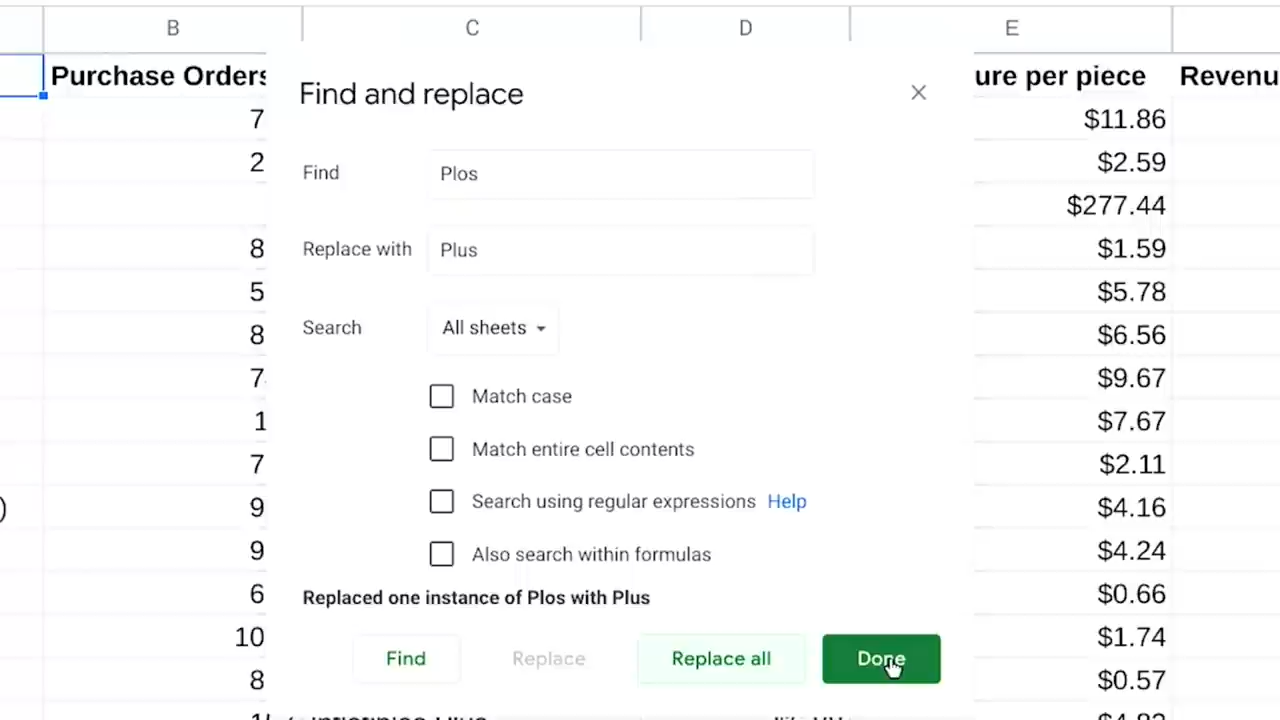 B C D E
Purchase Orders ure per piece Revenu
Find and replace
7 $11.86
2 $2.59
$277.44
8 $1.59
5 $5.78
8 $6.56
7 $9.67
1 $7.67
7 $2.11
) 9 $4.16
9 $4.24
6 $0.66
10 $1.74
8 $0.57
Find Plos
Replace with Plus
Search All sheets
Match case
Match entire cell contents
Search using regular expressions Help
Also search within formulas
Replaced one instance of Plos with Plus
Find Replace Replace all Done